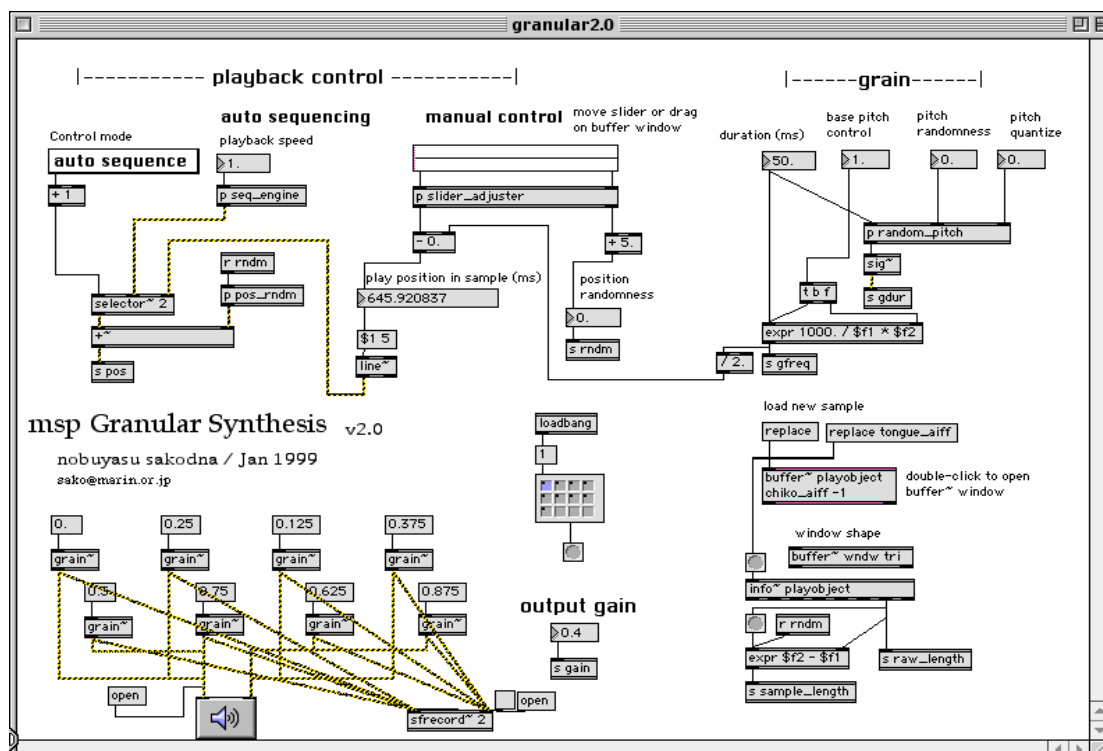 granular2.0
|----------- playback control -----------|
|------grain------|
auto sequencing
manual control
move slider or drag
on buffer window
Control mode
playback speed
duration (ms)
base pitch
control
pitch
randomness
pitch
quantize
auto sequence
1.
50.
1.
0.
0.
+ 1
p seq_engine
p slider_adjuster
p random_pitch
- 0.
+ 5.
r rndm
sig~
play position in sample (ms)
position
randomness
p pos_rndm
645.920837
t b f
s gdur
selector~ 2
0.
+~
$1 5
expr 1000. / $f1 * $f2
s rndm
s pos
line~
/ 2.
s gfreq
msp Granular Synthesis v2.0
nobuyasu sakodna / Jan 1999
sako@marin.or.jp
loadbang
1
load new sample
replace
replace tongue_aiff
buffer~ playobject
chiko_aiff -1
double-click to open
buffer~ window
window shape
buffer~ wndw tri
info~ playobject
r rndm
expr $f2 - $f1
s raw_length
s sample_length
0.
0.25
0.125
0.375
grain~
grain~
grain~
grain~
0.5
0.75
0.625
0.875
grain~
grain~
grain~
grain~
output gain
0.4
s gain
open
open
sfrecord~ 2